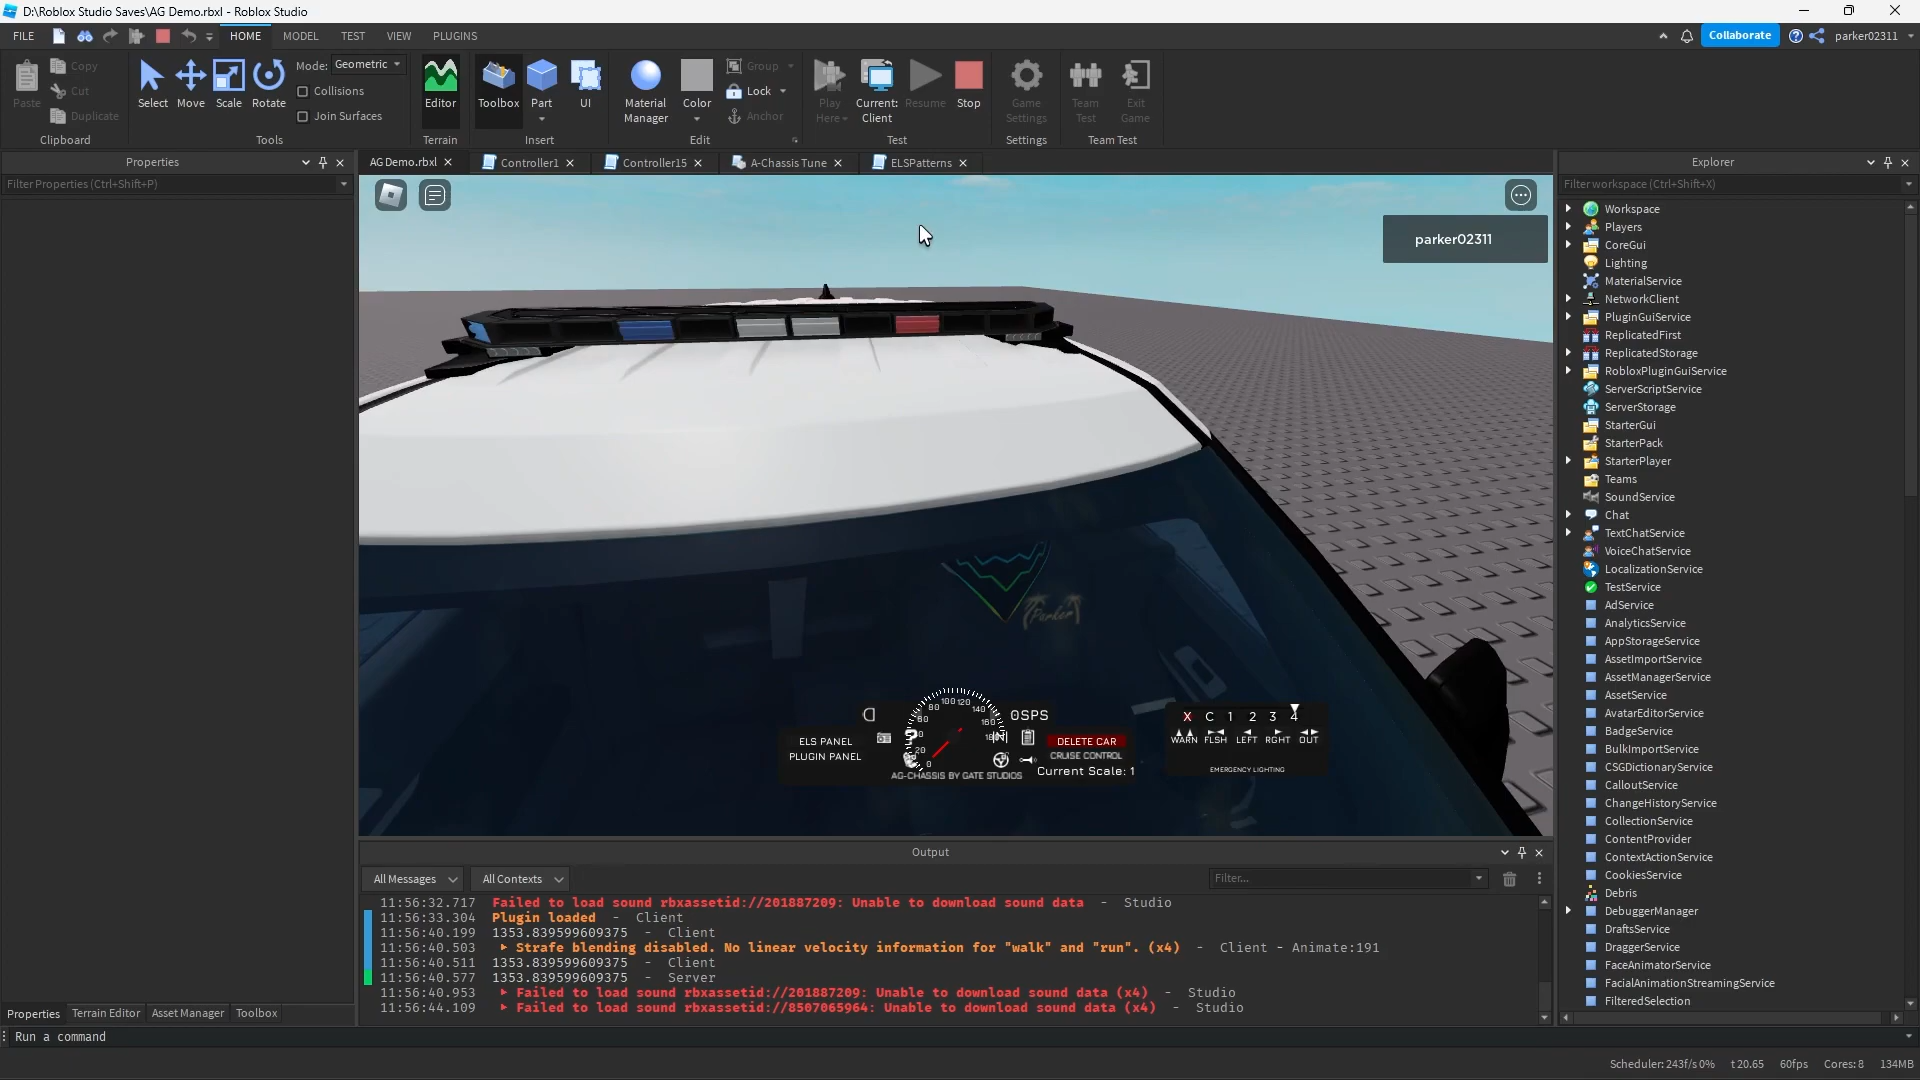 D:\Roblox Studio Saves\AG Demo.rbxl - Roblox Studio
FILE HOME MODEL TEST VIEW PLUGINS Collaborate parker02311
Paste Copy Cut Duplicate Clipboard
Select Move Scale Rotate Mode: Geometric Collisions Join Surfaces Tools
Editor Terrain
Toolbox Part UI Insert
Material Manager Color Group Lock Anchor Edit
Play Here Current: Client Resume Stop Test
Game Settings Settings
Team Test Exit Game Team Test
Properties
Filter Properties (Ctrl+Shift+P)
AG Demo.rbxl Controller1 Controller15 A-Chassis Tune ELSPatterns
Explorer
Filter workspace (Ctrl+Shift+X)
Workspace
Players
CoreGui
Lighting
MaterialService
NetworkClient
PluginGuiService
ReplicatedFirst
ReplicatedStorage
RobloxPluginGuiService
ServerScriptService
ServerStorage
StarterGui
StarterPack
StarterPlayer
Teams
SoundService
Chat
TextChatService
VoiceChatService
LocalizationService
TestService
AdService
AnalyticsService
AppStorageService
AssetImportService
AssetManagerService
AssetService
AvatarEditorService
BadgeService
BulkImportService
CSGDictionaryService
CalloutService
ChangeHistoryService
CollectionService
ContentProvider
ContextActionService
CookiesService
Debris
DebuggerManager
DraftsService
DraggerService
FaceAnimatorService
FacialAnimationStreamingService
FilteredSelection
parker02311
Parker
ELS PANEL
PLUGIN PANEL
0 20 60 80 100 120 140 160
0SPS
DELETE CAR
CRUISE CONTROL
AG-CHASSIS BY GATE STUDIOS
Current Scale: 1
X C 1 2 3 4
WARN FLSH LEFT RGHT OUT
EMERGENCY LIGHTING
Output
All Messages All Contexts Filter...
11:56:32.717 Failed to load sound rbxassetid://201887209: Unable to download sound data - Studio
11:56:33.304 Plugin loaded - Client
11:56:40.199 1353.839599609375 - Client
11:56:40.503 Strafe blending disabled. No linear velocity information for "walk" and "run". (x4) - Client - Animate:191
11:56:40.511 1353.839599609375 - Client
11:56:40.577 1353.839599609375 - Server
11:56:40.953 Failed to load sound rbxassetid://201887209: Unable to download sound data (x4) - Studio
11:56:44.109 Failed to load sound rbxassetid://8507065964: Unable to download sound data (x4) - Studio
Properties Terrain Editor Asset Manager Toolbox
Run a command
Scheduler: 243f/s 0% t 20.65 60fps Cores: 8 134MB